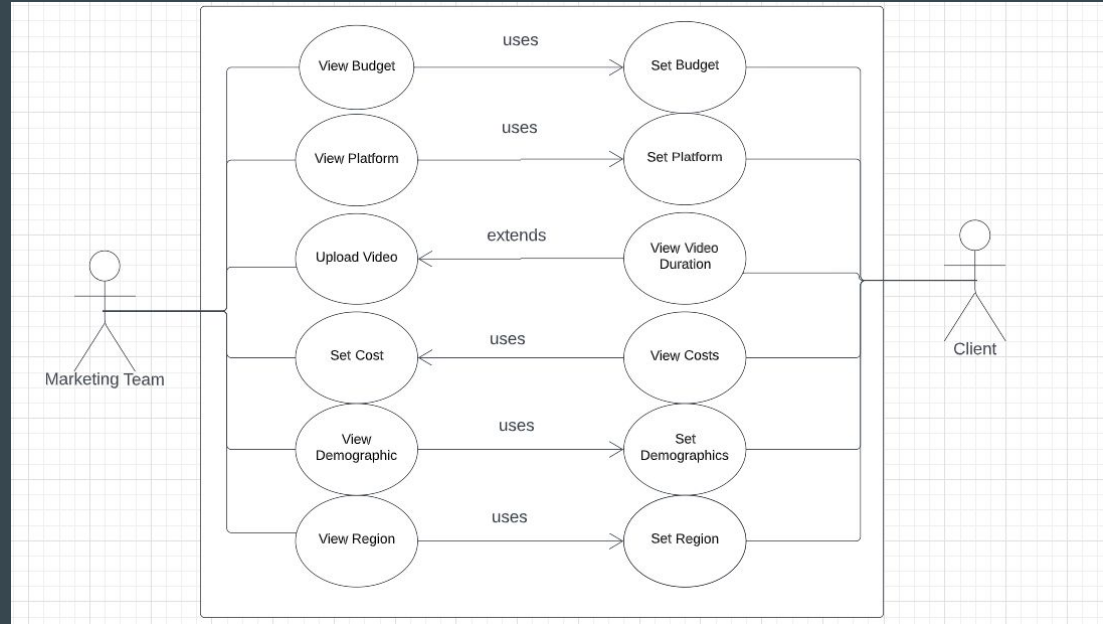 uses
View Budget
Set Budget
uses
View Platform
Set Platform
extends
Upload Video
View Video
Duration
uses
Set Cost
View Costs
Client
Marketing Team
uses
View
Demographic
Set
Demographics
uses
View Region
Set Region